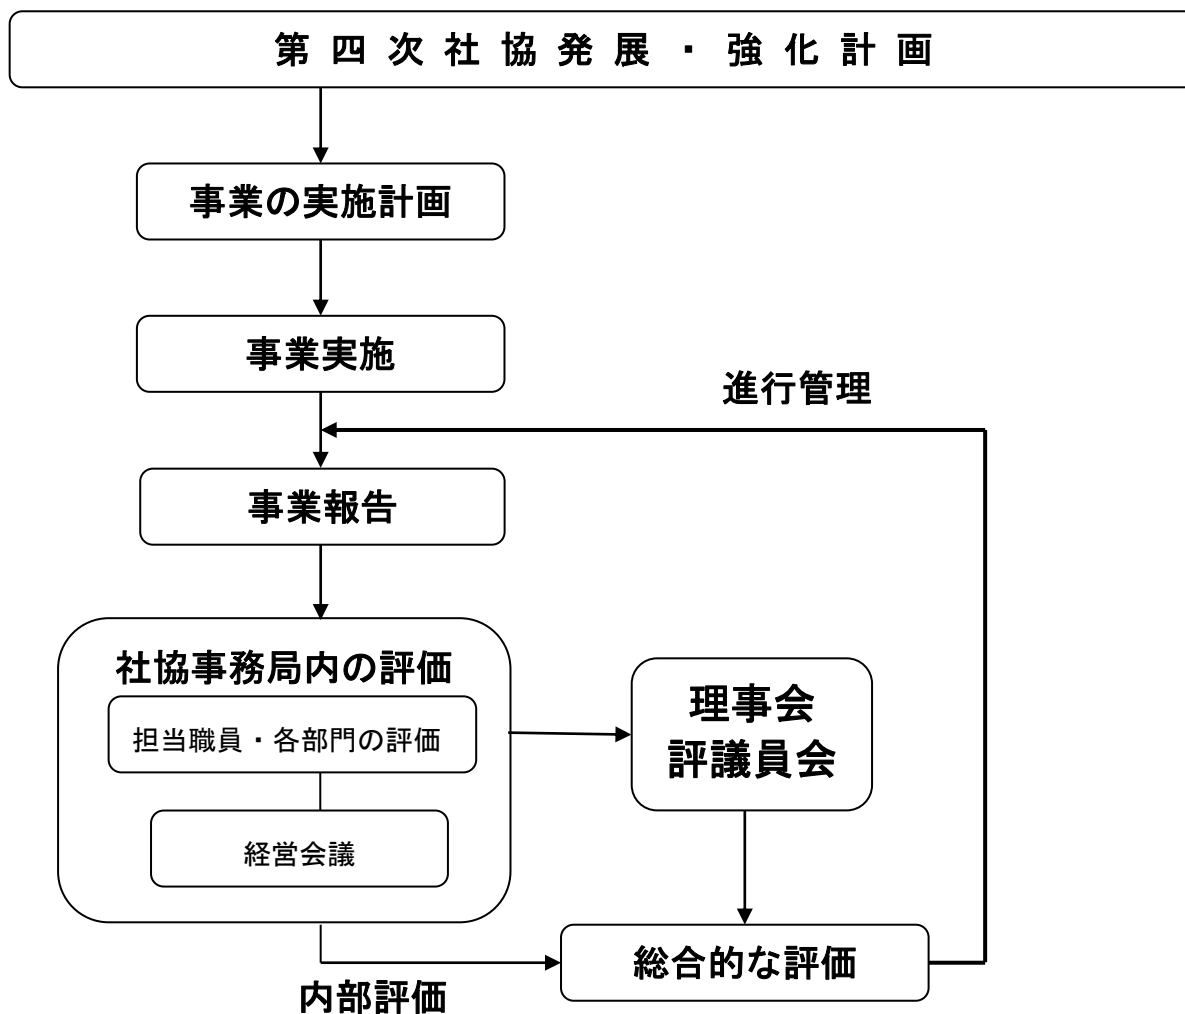 第四次社協発展・強化計画
事業の実施計画
事業実施
進行管理
事業報告
社協事務局内の評価
担当職員・各部門の評価
経営会議
理事会
評議員会
総合的な評価
内部評価